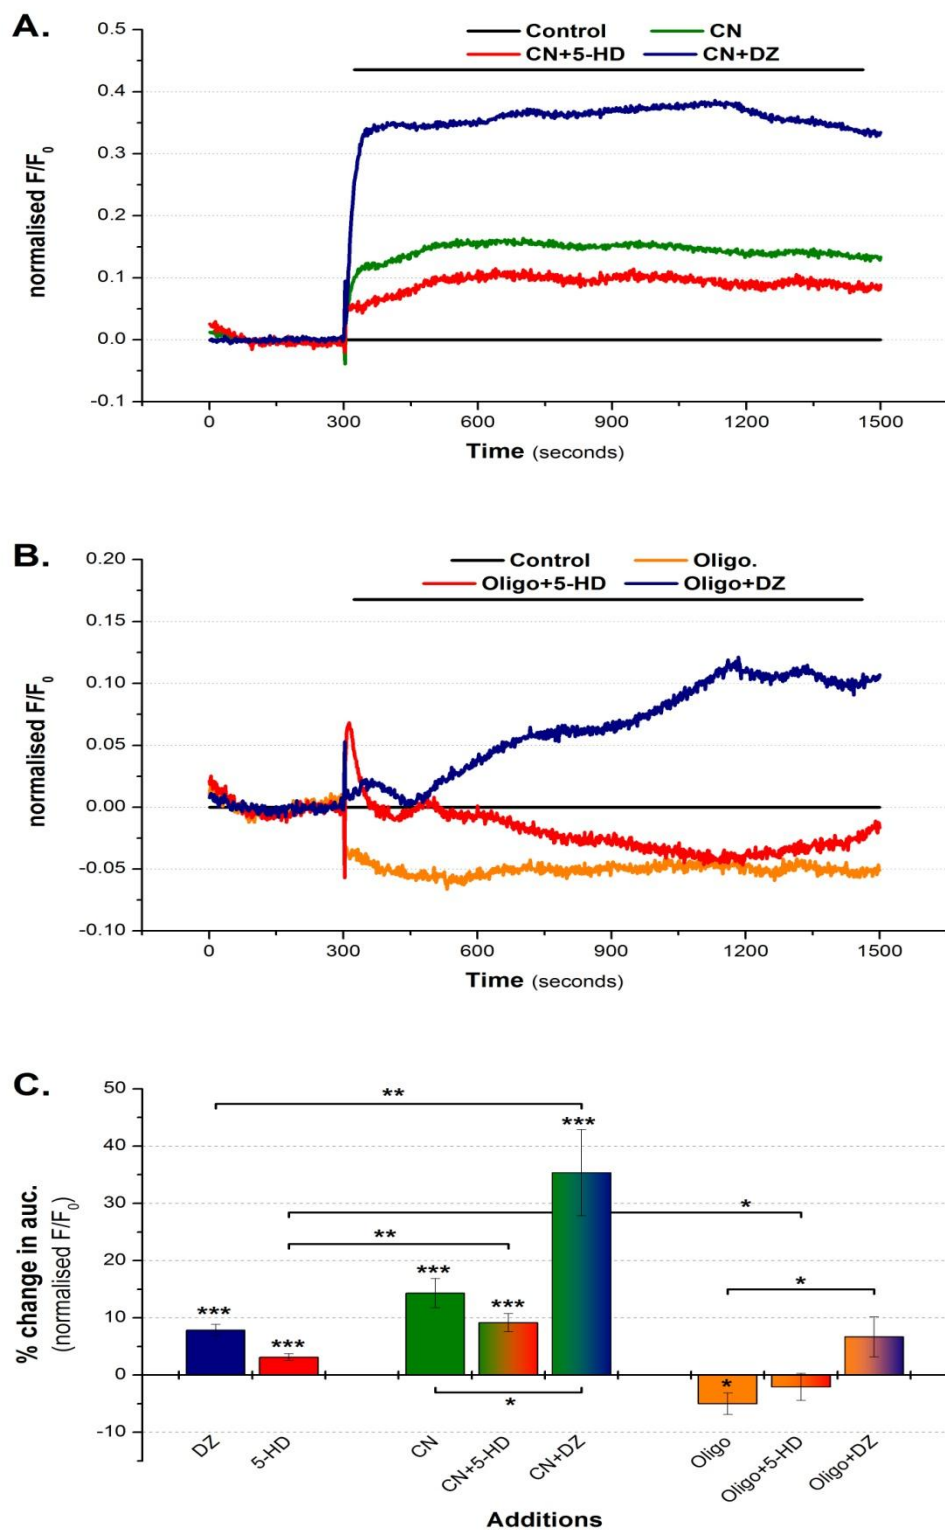 A.
Control CN
CN+5-HD CN+DZ
0.5
0.4
0.3
0.2
0.1
0.0
-0.1
normalised F/F0
0 300 600 900 1200 1500
Time (seconds)
B.
Control Oligo.
Oligo+5-HD Oligo+DZ
0.20
0.15
0.10
0.05
0.00
-0.05
-0.10
normalised F/F0
0 300 600 900 1200 1500
Time (seconds)
C.
50
40
30
20
10
0
-10
% change in auc.
(normalised F/F0)
**
***
*
**
***
***
*
***
***
*
*
DZ 5-HD CN CN+5-HD CN+DZ Oligo Oligo+5-HD Oligo+DZ
Additions